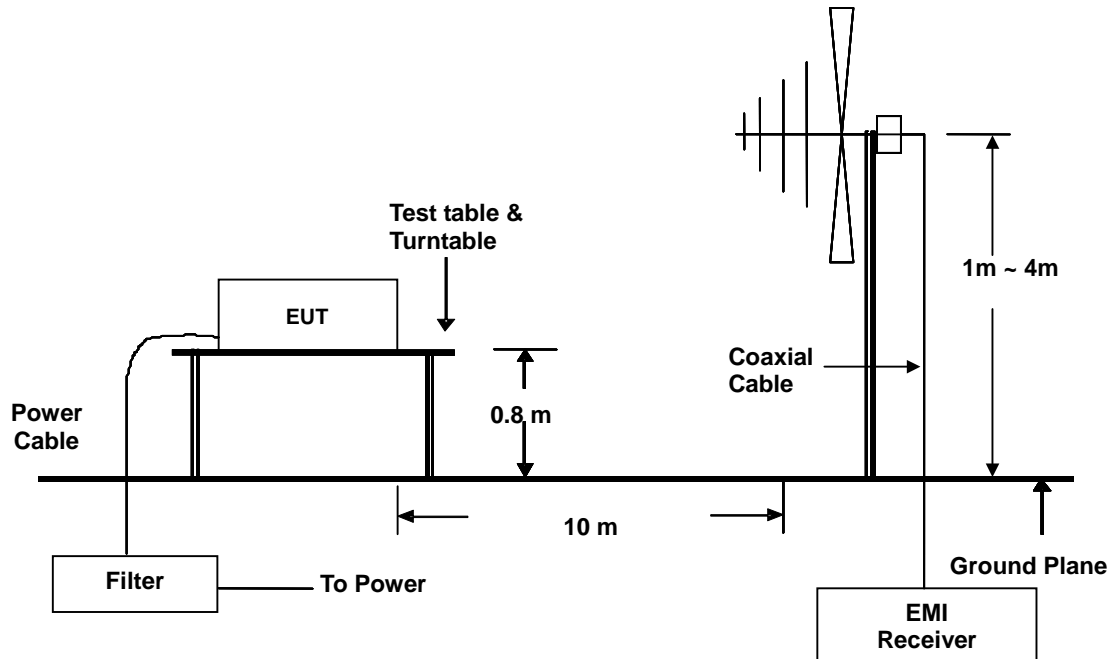 Test table &
Turntable
1m ~ 4m
EUT
Coaxial
Cable
0.8 m
Power
Cable
10 m
Ground Plane
Filter
To Power
EMI
Receiver